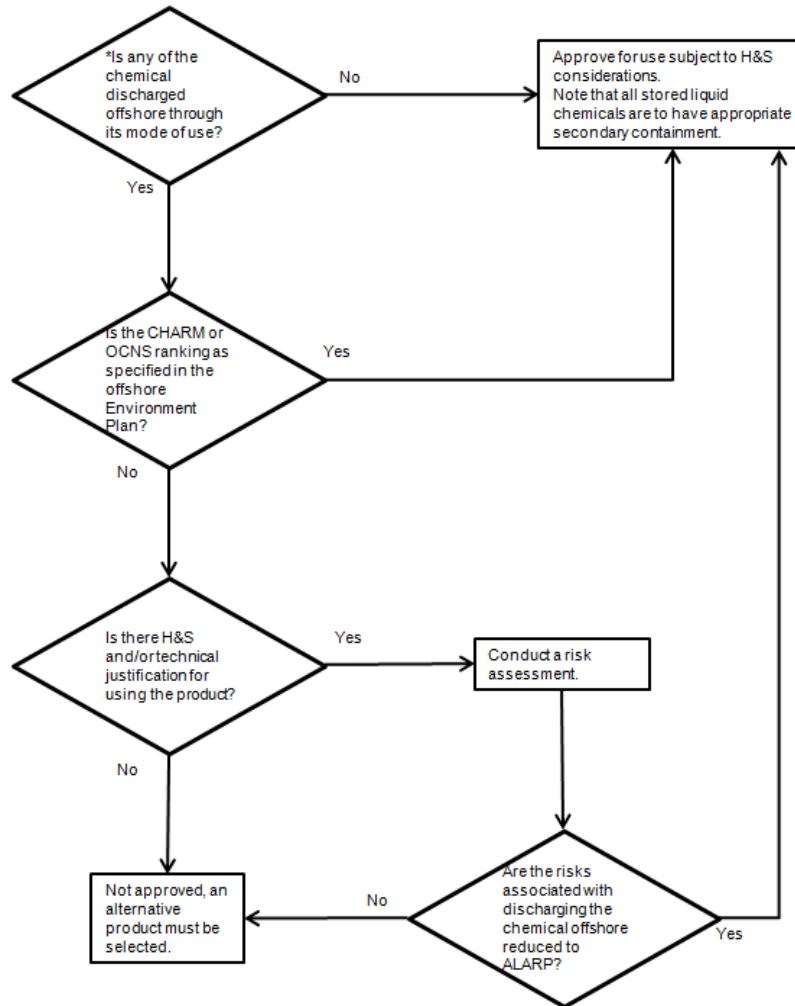 *Is any of the
chemical
discharged
offshore through
its mode of use?
No
Approve for use subject to H&S
considerations.
Note that all stored liquid
chemicals are to have appropriate
secondary containment.
Yes
Is the CHARM or
OCNS ranking as
specified in the
offshore
Environment
Plan?
Yes
No
Is there H&S
and/or technical
justification for
using the product?
Yes
Conduct a risk
assessment.
No
Not approved, an
alternative
product must be
selected.
No
Are the risks
associated with
discharging the
chemical offshore
reduced to
ALARP?
Yes